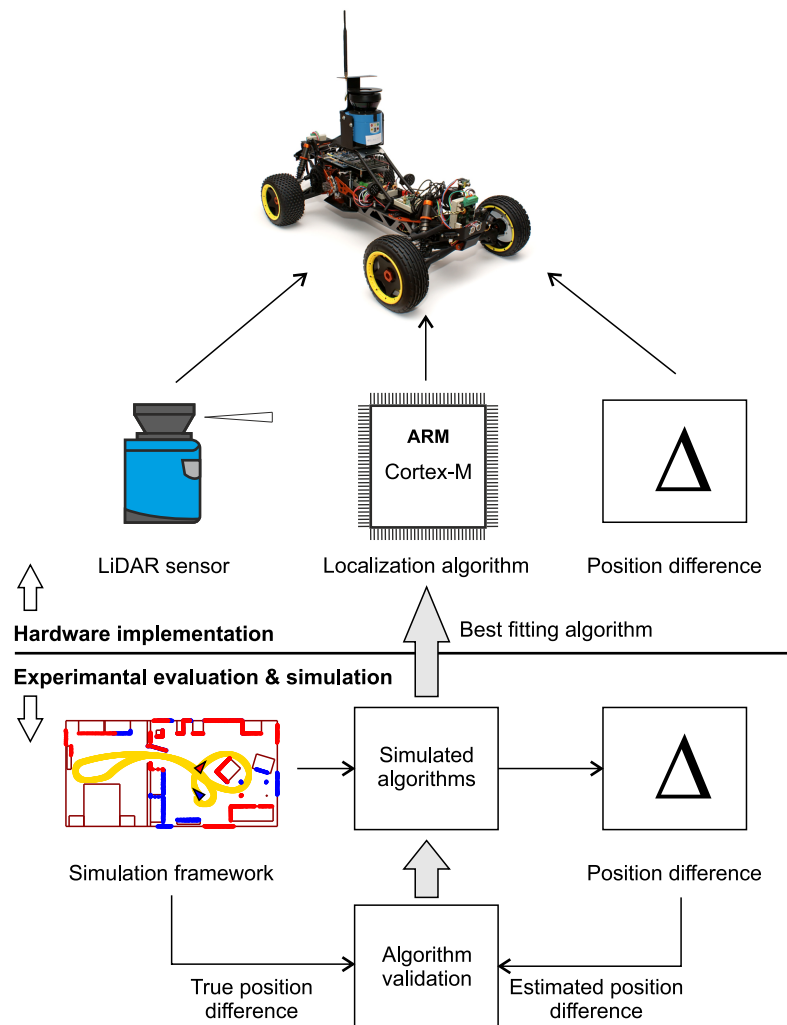 ARM
Cortex-M
Δ
LiDAR sensor
Localization algorithm
Position difference
Best fitting algorithm
Hardware implementation
Experimantal evaluation & simulation
Simulated
algorithms
Δ
Simulation framework
Position difference
Algorithm
validation
True position
difference
Estimated position
difference